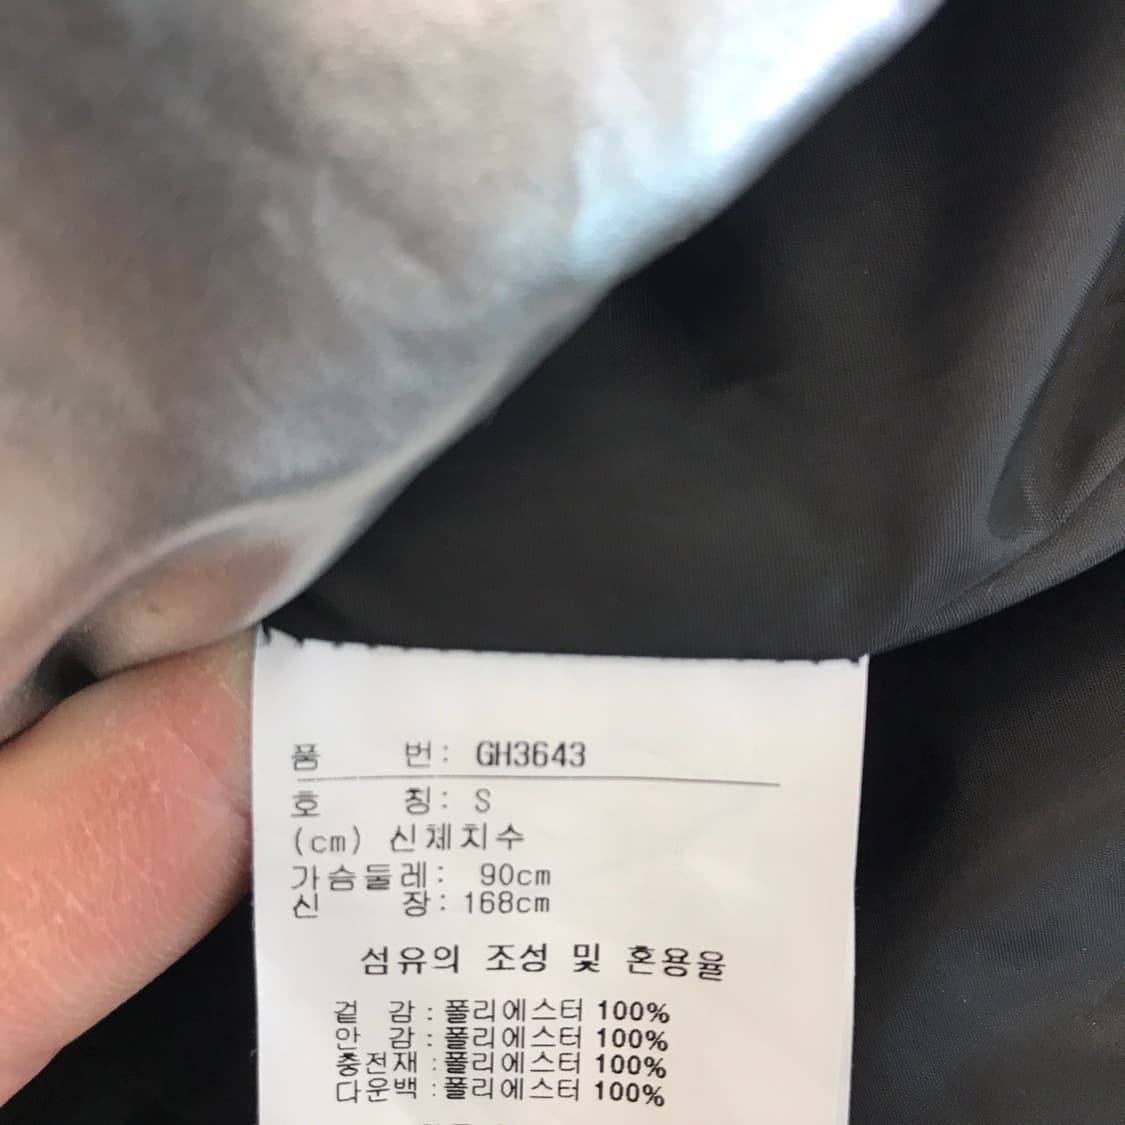 품 번: GH3643
호 칭: S
(cm) 신체치수
가슴둘레: 90cm
신 장: 168cm
섬유의 조성 및 혼용율
겉 감 : 폴리에스터 100%
안 감 : 폴리에스터 100%
충전재 : 폴리에스터 100%
다운백 : 폴리에스터 100%